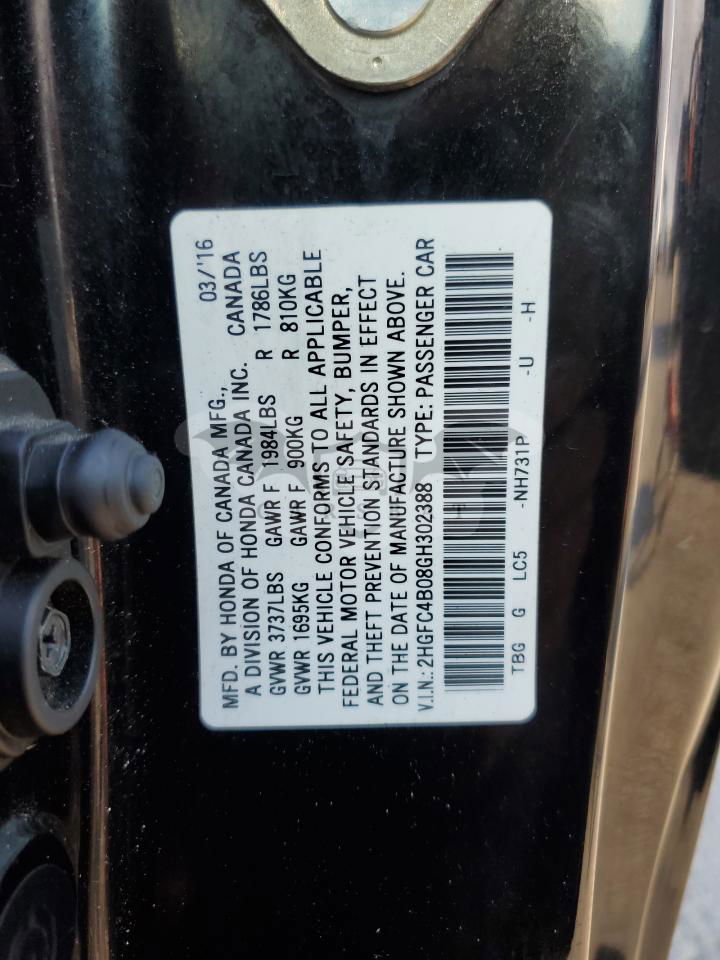 MFD. BY HONDA OF CANADA MFG., 03/'16
A DIVISION OF HONDA CANADA INC. CANADA
GVWR 3737LBS GAWR F 1984LBS R 1786LBS
GVWR 1695KG GAWR F 900KG R 810KG
THIS VEHICLE CONFORMS TO ALL APPLICABLE
FEDERAL MOTOR VEHICLE SAFETY, BUMPER,
AND THEFT PREVENTION STANDARDS IN EFFECT
ON THE DATE OF MANUFACTURE SHOWN ABOVE.
V.I.N.: 2HGFC4B08GH302388 TYPE: PASSENGER CAR
TBG G LC5 -NH731P -U -H